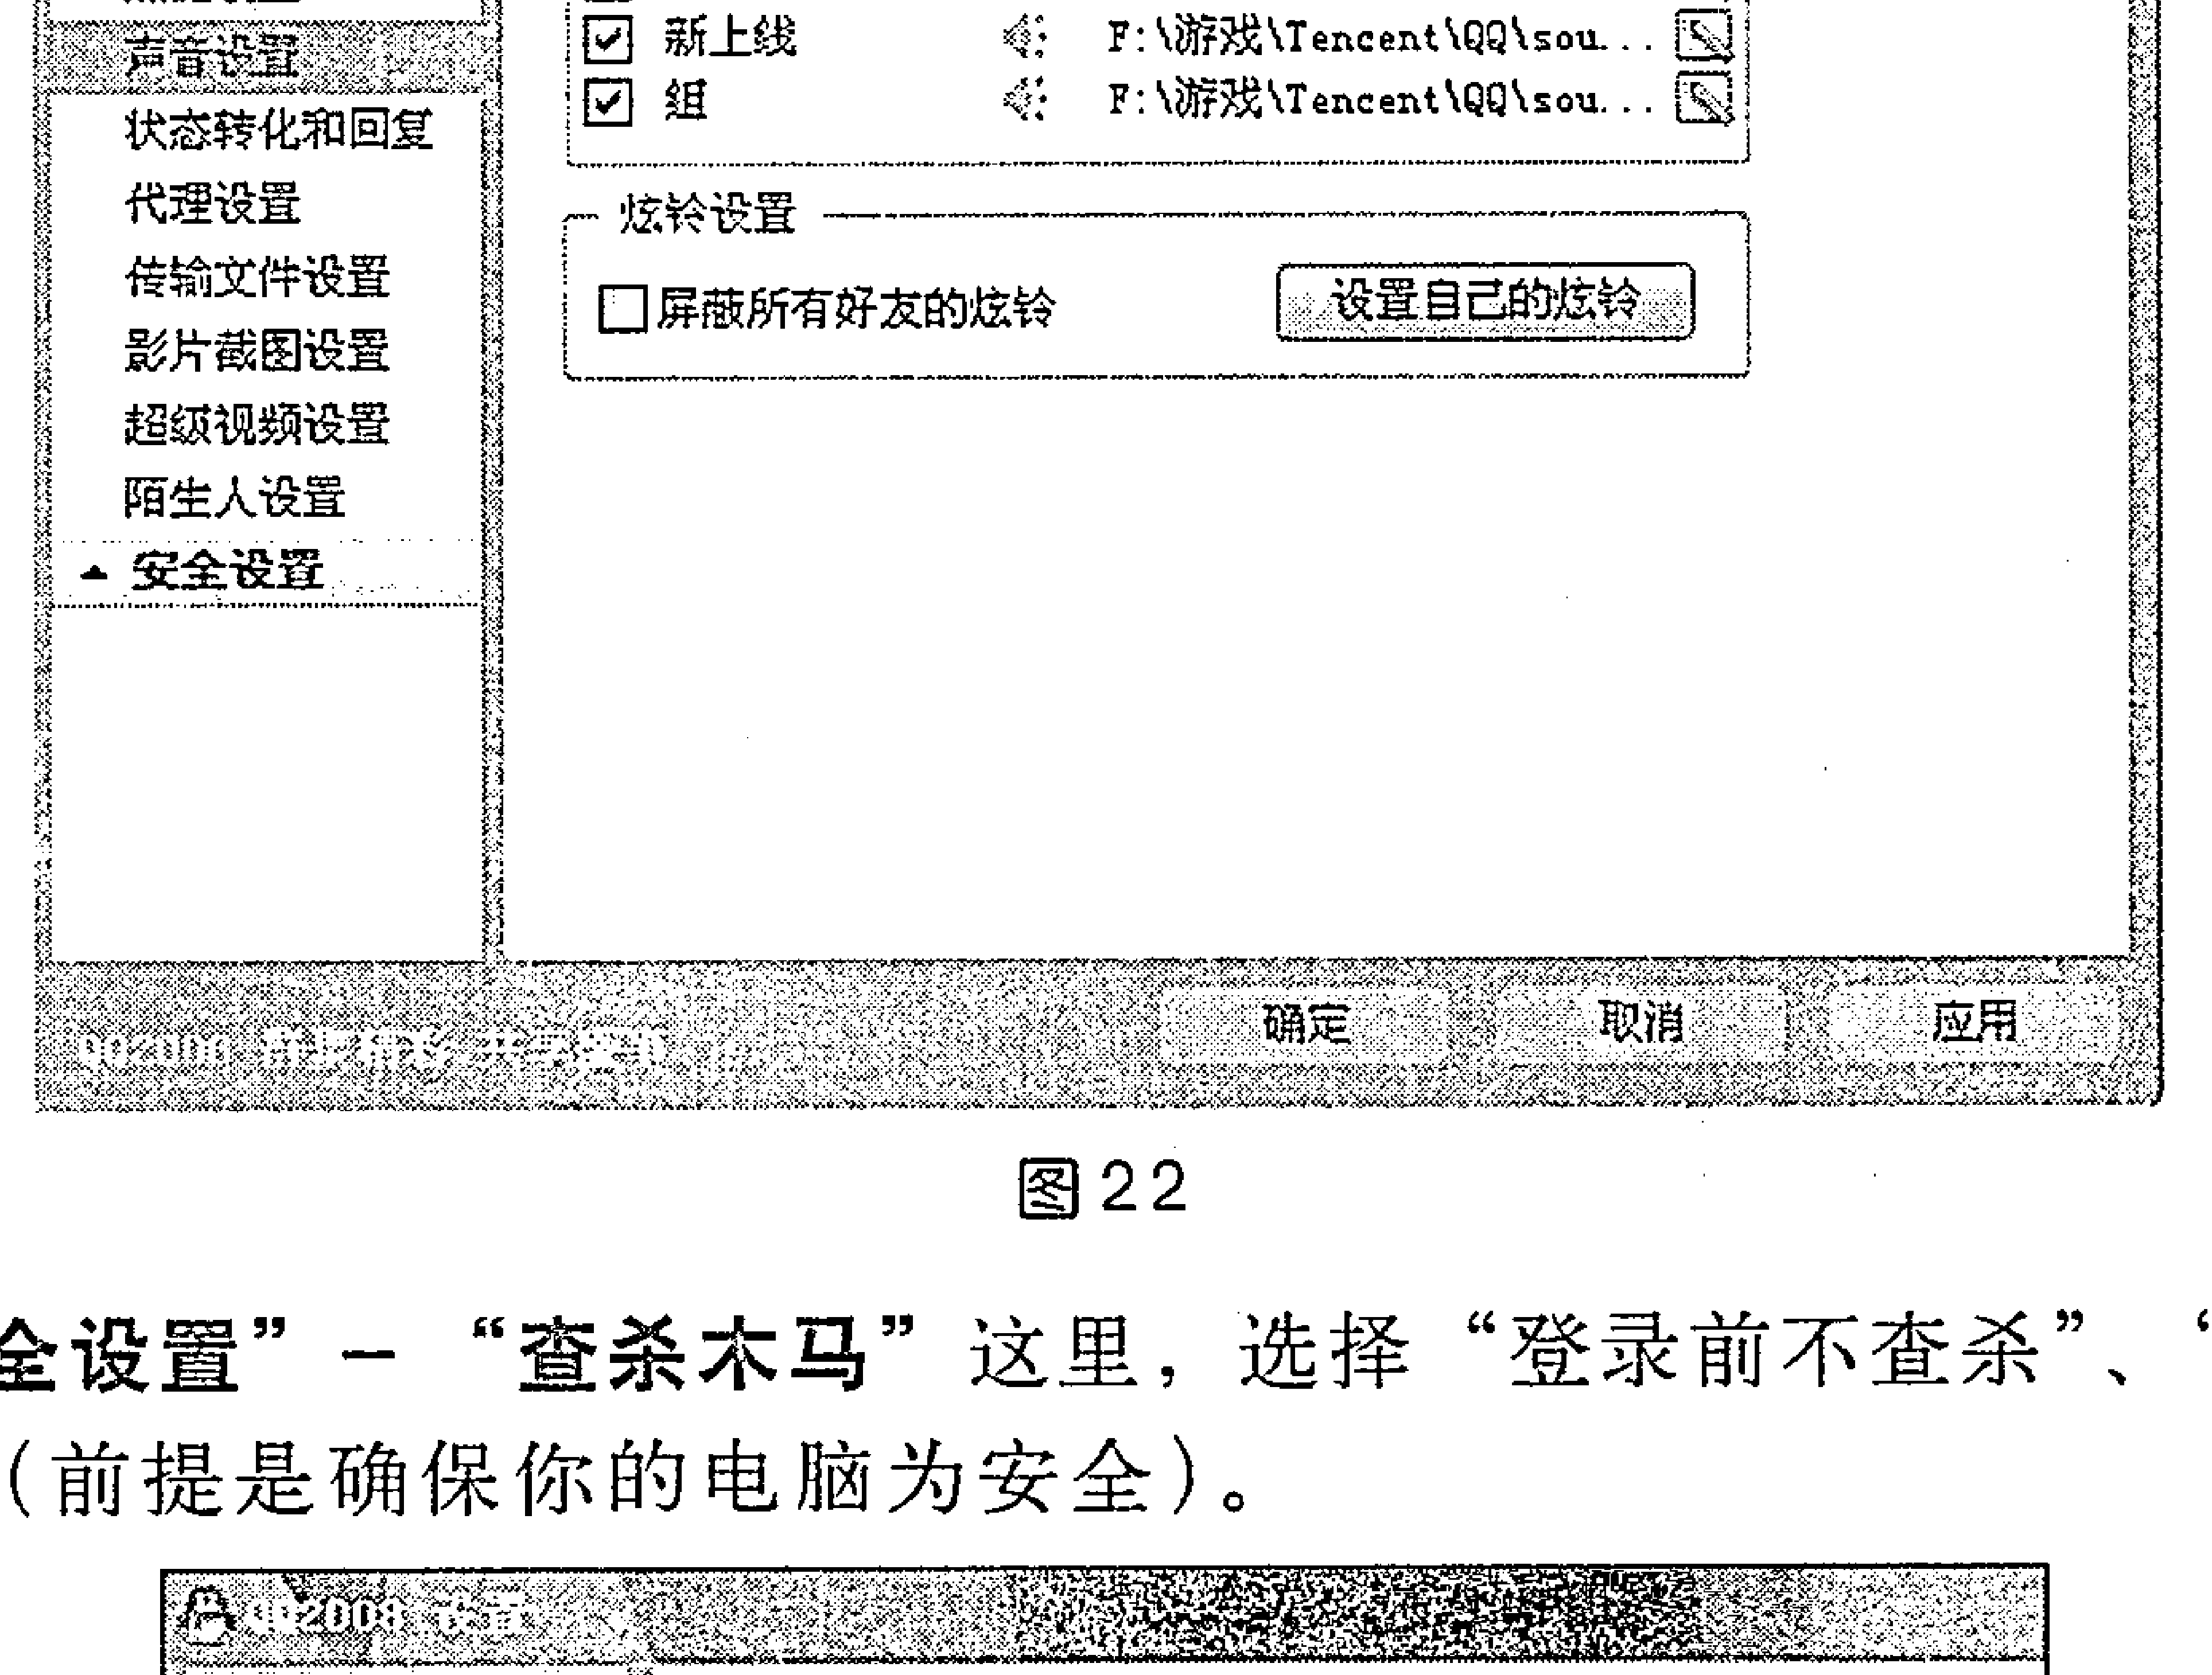 声音设置
状态转化和回复
代理设置
传输文件设置
影片截图设置
超级视频设置
陌生人设置
安全设置
新上线 F:\游戏\Tencent\QQ\sou...
组 F:\游戏\Tencent\QQ\sou...
炫铃设置
屏蔽所有好友的炫铃 设置自己的炫铃
确定 取消 应用
图22
全设置”－“查杀木马”这里，选择“登录前不查杀”、“
（前提是确保你的电脑为安全）。
QQ2008 设置